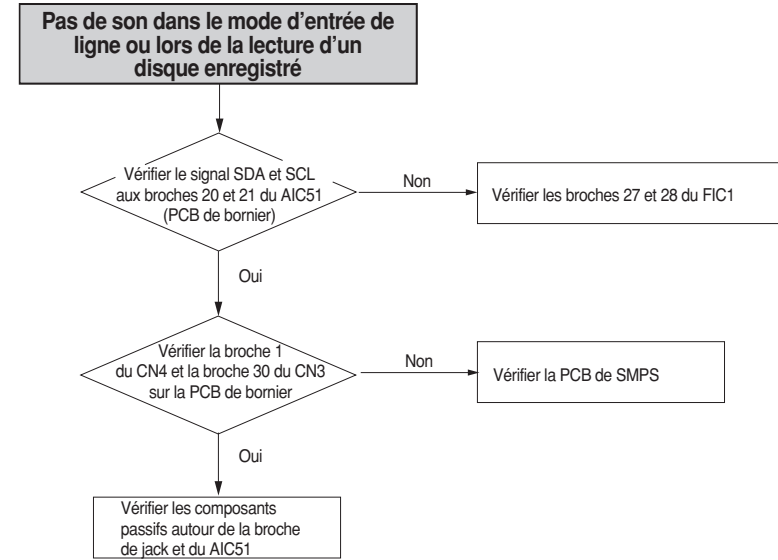 Pas de son dans le mode d'entrée de
ligne ou lors de la lecture d'un
disque enregistré
Vérifier le signal SDA et SCL
aux broches 20 et 21 du AIC51
(PCB de bornier)
Non
Vérifier les broches 27 et 28 du FIC1
Oui
Vérifier la broche 1
du CN4 et la broche 30 du CN3
sur la PCB de bornier
Non
Vérifier la PCB de SMPS
Oui
Vérifier les composants
passifs autour de la broche
de jack et du AIC51